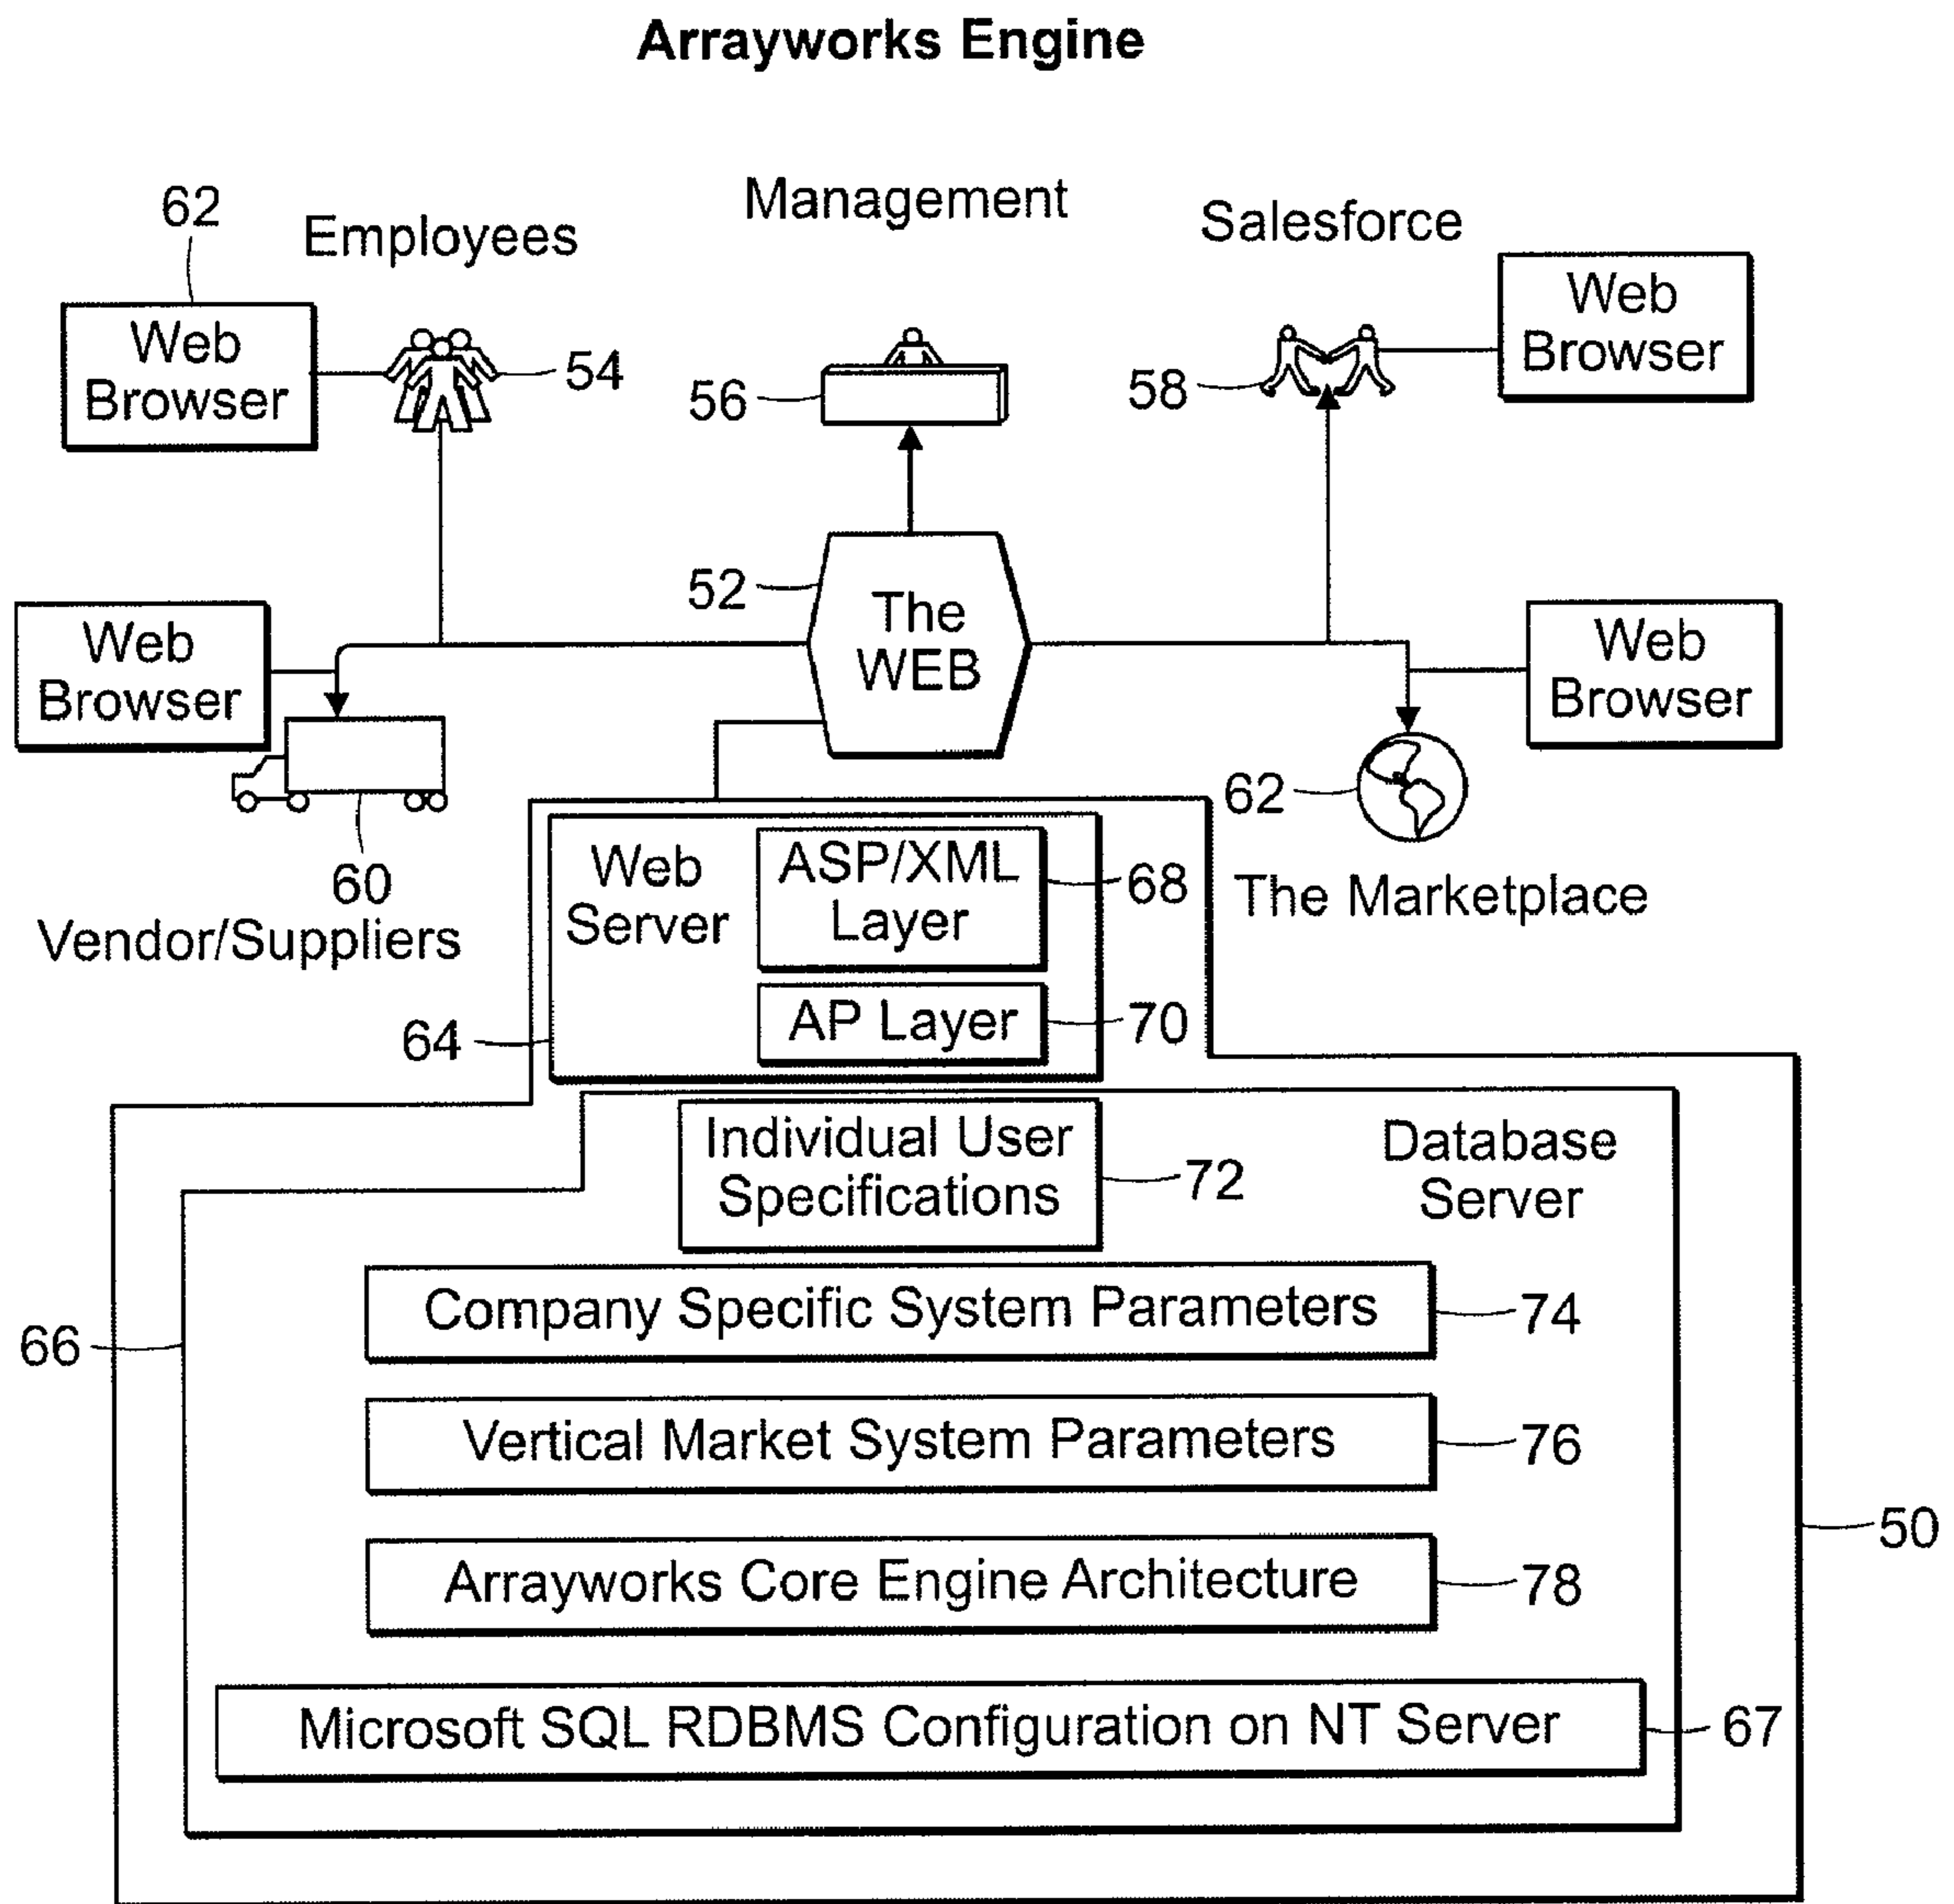 Arrayworks Engine
62
Employees
Management
Salesforce
Web
Browser
54
56
58
Web
Browser
Web
Browser
52
The
WEB
Web
Browser
60
Vendor/Suppliers
62
The Marketplace
Web
Server
ASP/XML
Layer
68
64
AP Layer
70
Individual User
Specifications
72
Database
Server
66
Company Specific System Parameters
74
Vertical Market System Parameters
76
50
Arrayworks Core Engine Architecture
78
Microsoft SQL RDBMS Configuration on NT Server
67